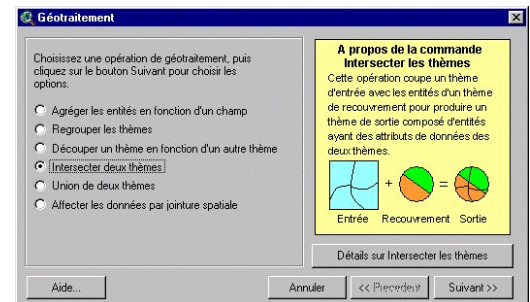 Géotraitement
Choisissez une opération de géotraitement, puis
cliquez sur le bouton Suivant pour choisir les
options.
Agréger les entités en fonction d'un champ
Regrouper les thèmes
Découper un thème en fonction d'un autre thème
Intersecter deux thèmes
Union de deux thèmes
Affecter les données par jointure spatiale
A propos de la commande
Intersecter les thèmes
Cette opération coupe un thème
d'entrée avec les entités d'un thème
de recouvrement pour produire un
thème de sortie composé d'entités
ayant des attributs de données des
deux thèmes.
Entrée Recouvrement Sortie
Détails sur Intersecter les thèmes
Aide... Annuler << Precedent Suivant >>